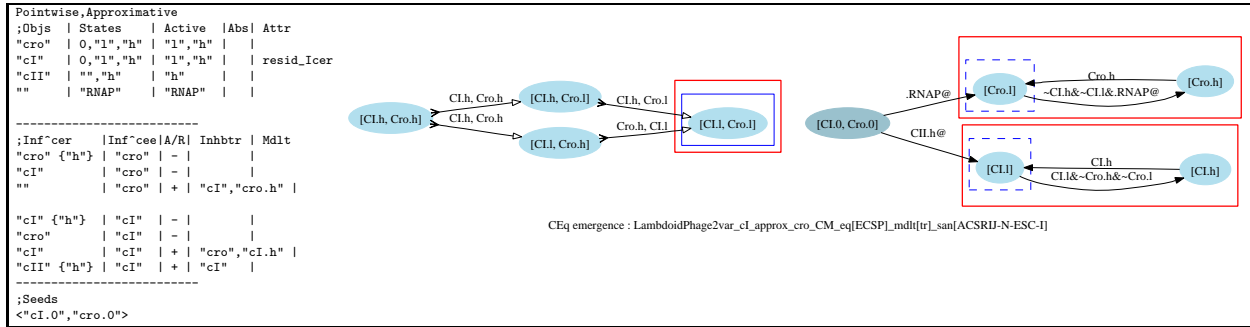 Pointwise,Approximative
;Objs | States | Active |Abs| Attr
"cro" | 0,"l","h" | "l","h" | |
"cI" | 0,"l","h" | "l","h" | | resid_Icer
"cII" | "","h" | "h" | |
"" | "RNAP" | "RNAP" | |
--------------------------
;Inf^cer |Inf^cee|A/R| Inhbtr | Mdlt
"cro" {"h"} | "cro" | - | |
"cI" | "cro" | - | |
"" | "cro" | + | "cI","cro.h" |
"cI" {"h"} | "cI" | - | |
"cro" | "cI" | - | |
"cI" | "cI" | + | "cro","cI.h" |
"cII" {"h"} | "cI" | + | "cI" |
--------------------------
;Seeds
<"cI.0","cro.0">
[CI.h, Cro.h]
CI.h, Cro.h
CI.h, Cro.h
[CI.h, Cro.l]
[CI.l, Cro.h]
CI.h, Cro.l
Cro.h, CI.l
[CI.l, Cro.l]
[CI.0, Cro.0]
.RNAP@
CII.h@
[Cro.l]
Cro.h
~CI.h&~CI.l&.RNAP@
[Cro.h]
[CI.l]
CI.h
CI.l&~Cro.h&~Cro.l
[CI.h]
CEq emergence : LambdoidPhage2var_cI_approx_cro_CM_eq[ECSP]_mdlt[tr]_san[ACSRIJ-N-ESC-I]